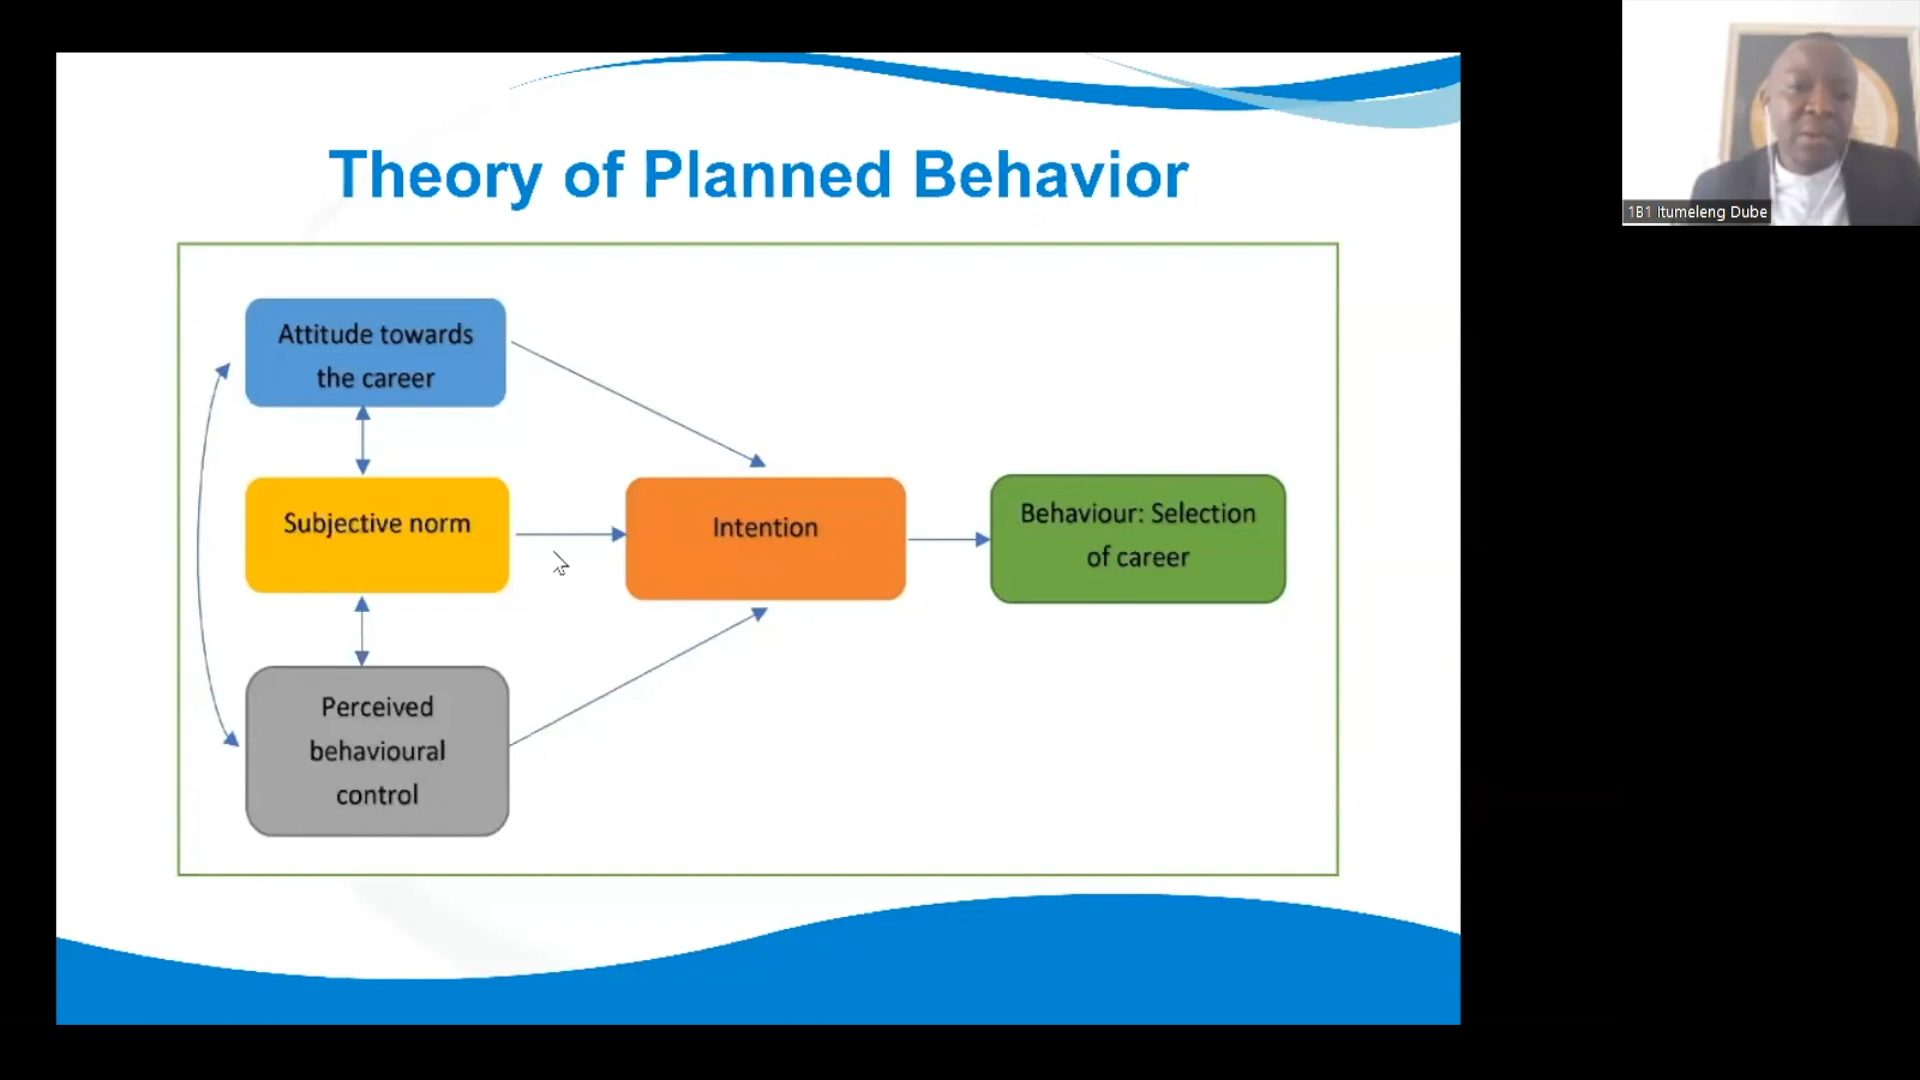 Theory of Planned Behavior
1B1 Itumeleng Dube
Attitude towards
the career
Subjective norm
Intention
Behaviour: Selection
of career
Perceived
behavioural
control